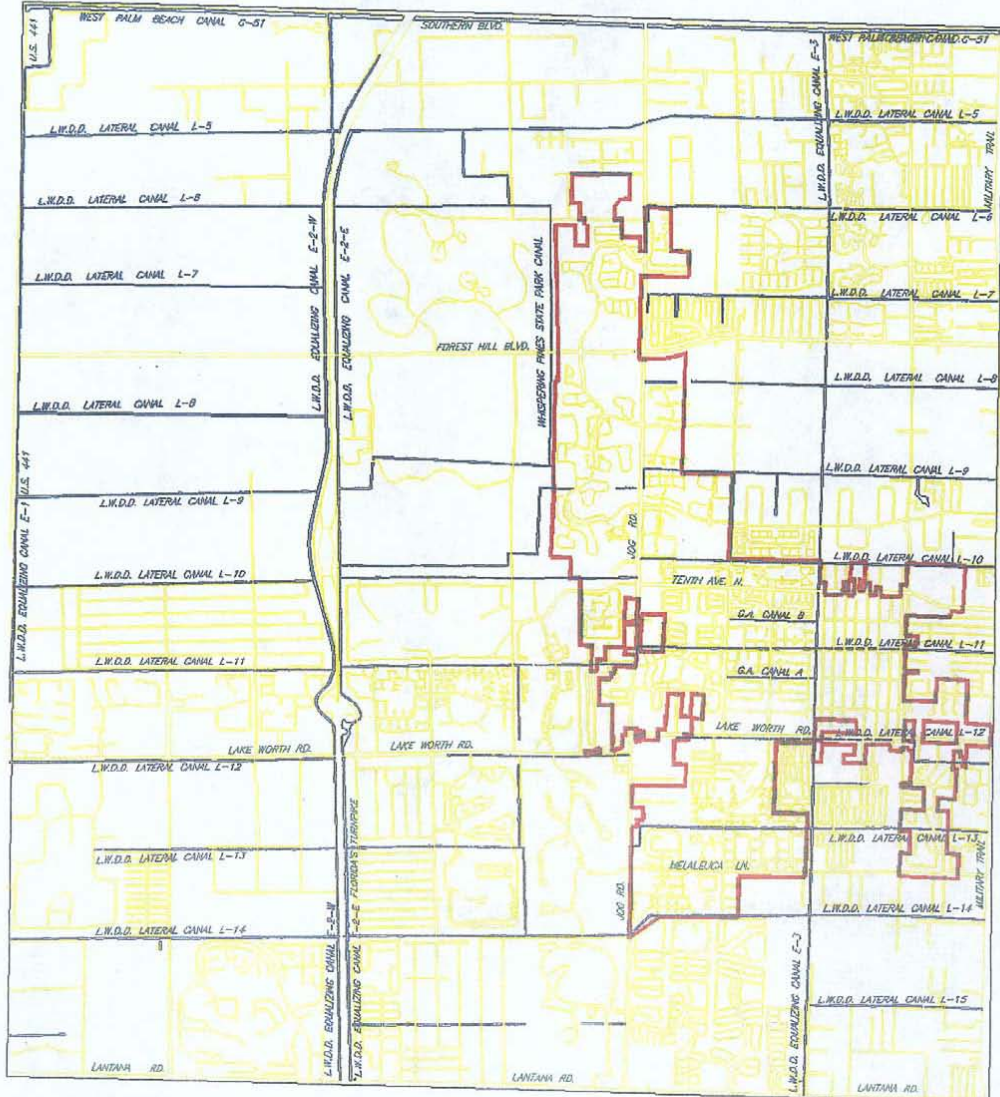 WEST PALM BEACH CANAL C-51
SOUTHERN BLVD.
U.S. 441
L.W.D.D. EQUALIZING CANAL E-3
L.W.D.D. LATERAL CANAL L-5
L.W.D.D. LATERAL CANAL L-5
MILITARY TRAIL
L.W.D.D. LATERAL CANAL L-6
L.W.D.D. LATERAL CANAL L-6
L.W.D.D. EQUALIZING CANAL E-2-W
L.W.D.D. EQUALIZING CANAL E-2-E
L.W.D.D. LATERAL CANAL L-7
L.W.D.D. LATERAL CANAL L-7
WHISPERING PINES STATE PARK CANAL
FOREST HILL BLVD.
L.W.D.D. LATERAL CANAL L-8
L.W.D.D. LATERAL CANAL L-8
L.W.D.D. EQUALIZING CANAL E-1 U.S. 441
L.W.D.D. LATERAL CANAL L-9
L.W.D.D. LATERAL CANAL L-9
JOG RD.
L.W.D.D. LATERAL CANAL L-10
L.W.D.D. LATERAL CANAL L-10
TENTH AVE. N.
G.A. CANAL B
L.W.D.D. LATERAL CANAL L-11
L.W.D.D. LATERAL CANAL L-11
G.A. CANAL A
LAKE WORTH RD.
LAKE WORTH RD.
LAKE WORTH RD.
L.W.D.D. LATERAL CANAL L-12
L.W.D.D. LATERAL CANAL L-12
L.W.D.D. LATERAL CANAL L-13
L.W.D.D. LATERAL CANAL L-13
MELALEUCA LN.
JOG RD.
MILITARY TRAIL
L.W.D.D. LATERAL CANAL L-14
L.W.D.D. LATERAL CANAL L-14
L.W.D.D. EQUALIZING CANAL E-2-W
L.W.D.D. EQUALIZING CANAL E-2-E FLORIDA'S TURNPIKE
L.W.D.D. EQUALIZING CANAL E-3
L.W.D.D. LATERAL CANAL L-15
LANTANA RD.
LANTANA RD.
LANTANA RD.